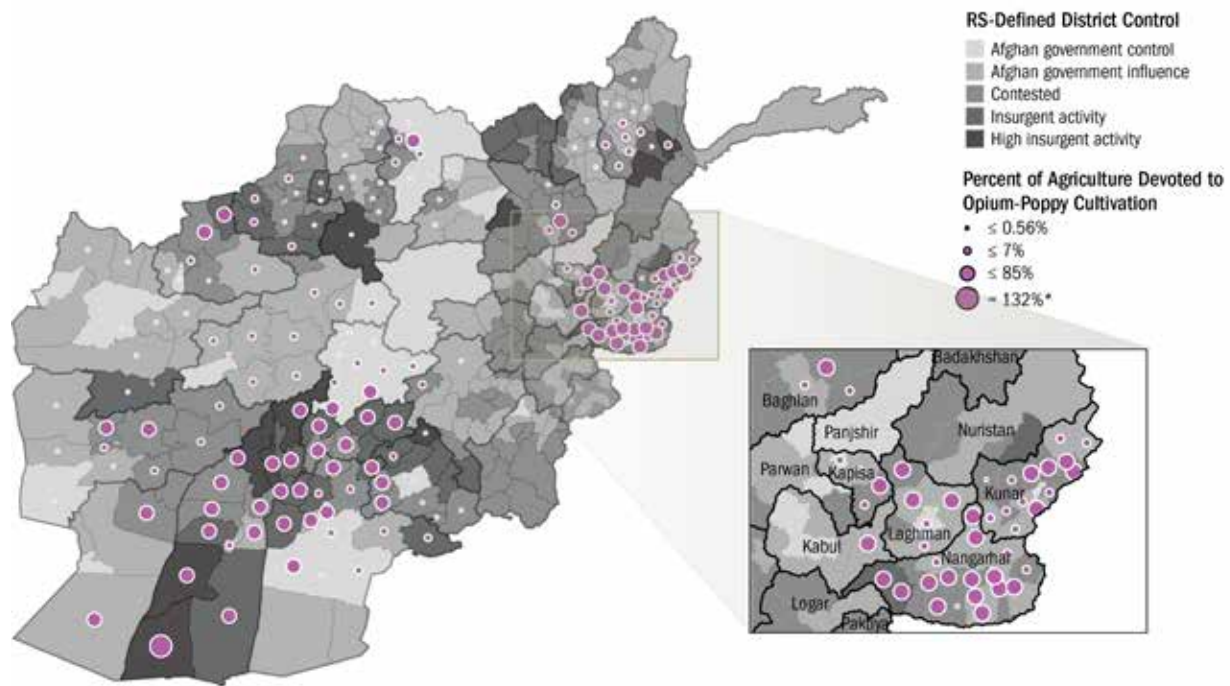 RS-Defined District Control
Afghan government control
Afghan government influence
Contested
Insurgent activity
High insurgent activity
Percent of Agriculture Devoted to
Opium-Poppy Cultivation
≤ 0.56%
≤ 7%
≤ 85%
= 132%*
Badakhshan
Baghlan
Panjshir
Nuristan
Parwan
Kapisa
Kunar
Kabul
Laghman
Nangarhar
Logar
Paktiya